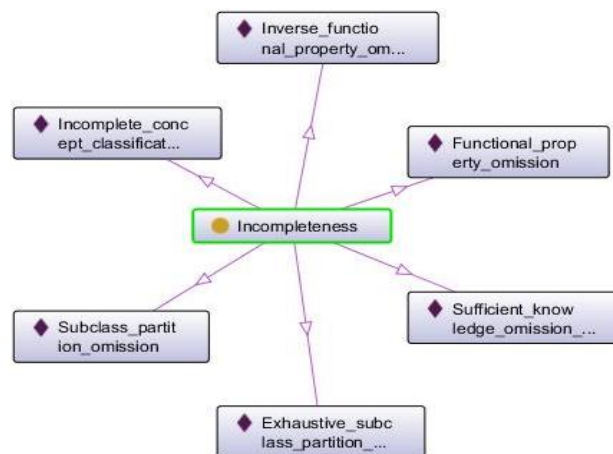 Inverse_functio
nal_property_om...
Incomplete_conc
ept_classificat...
Functional_prop
erty_omission
Incompleteness
Subclass_partit
ion_omission
Sufficient_know
ledge_omission_...
Exhaustive_subc
lass_partition_...